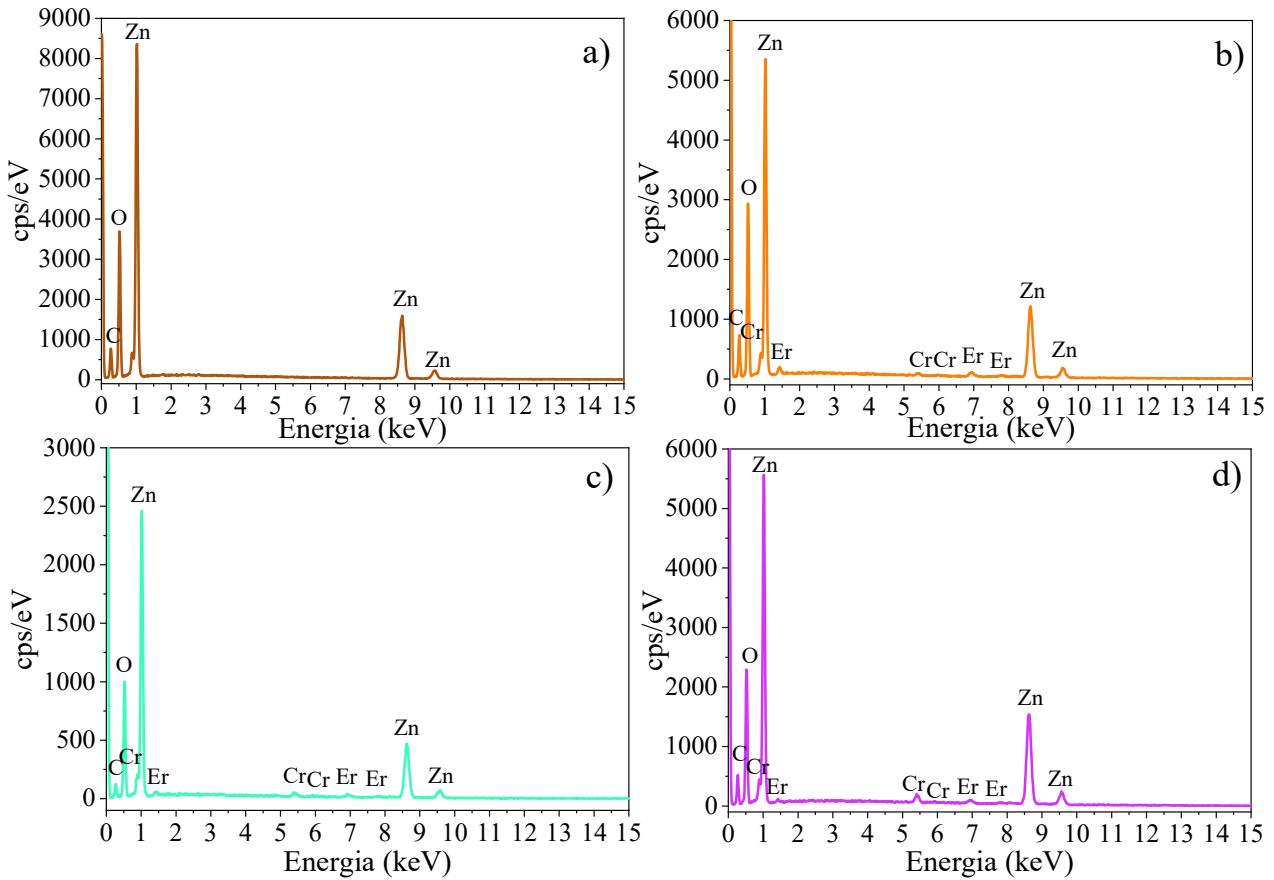 a)
9000
8000
7000
6000
5000
4000
3000
2000
1000
0
cps/eV
Zn
O
C
Zn
Zn
0 1 2 3 4 5 6 7 8 9 10 11 12 13 14 15
Energia (keV)
b)
6000
5000
4000
3000
2000
1000
0
cps/eV
Zn
O
C
Cr
Er
Cr Cr Er Er
Zn
Zn
0 1 2 3 4 5 6 7 8 9 10 11 12 13 14 15
Energia (keV)
c)
3000
2500
2000
1500
1000
500
0
cps/eV
Zn
O
Cr
C
Er
Cr Cr Er Er
Zn
Zn
0 1 2 3 4 5 6 7 8 9 10 11 12 13 14 15
Energia (keV)
d)
6000
5000
4000
3000
2000
1000
0
cps/eV
Zn
O
C
Cr
Er
Cr Cr Er Er
Zn
Zn
0 1 2 3 4 5 6 7 8 9 10 11 12 13 14 15
Energia (keV)